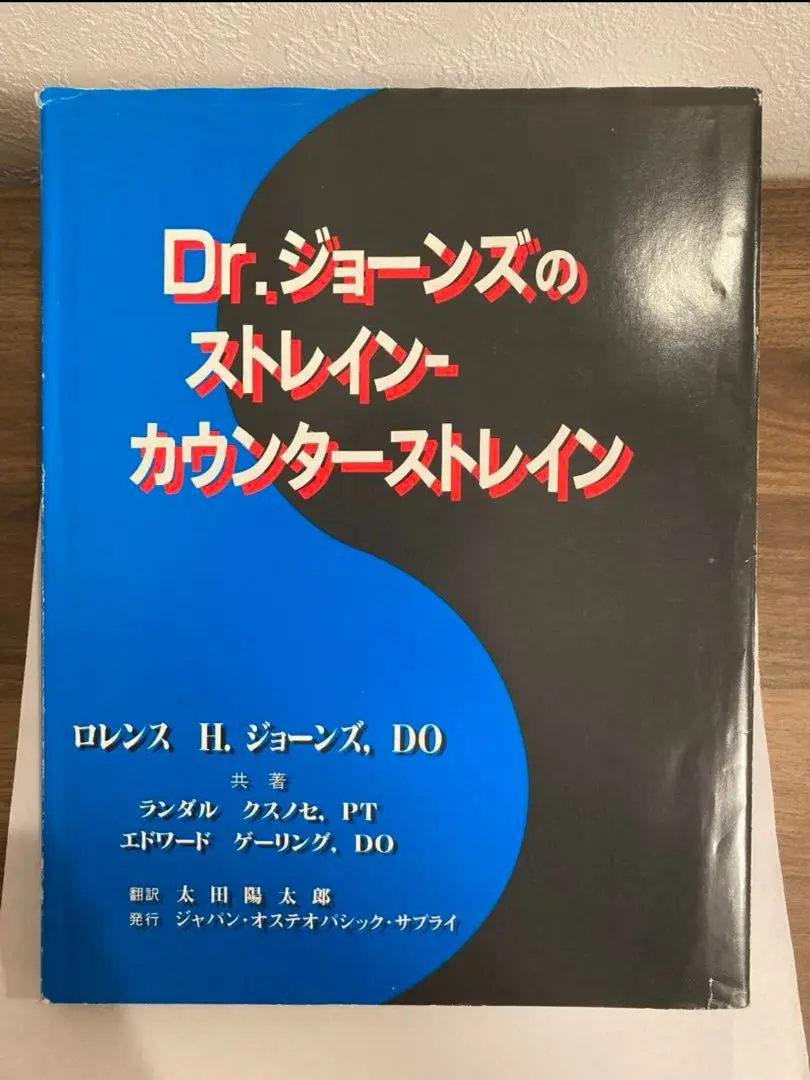 Dr.ジョーンズの
ストレイン-
カウンターストレイン
ロレンス H. ジョーンズ, DO
共著
ランダル クスノセ, PT
エドワード ゲーリング, DO
翻訳 太田陽太郎
発行 ジャパン・オステオパシック・サプライ